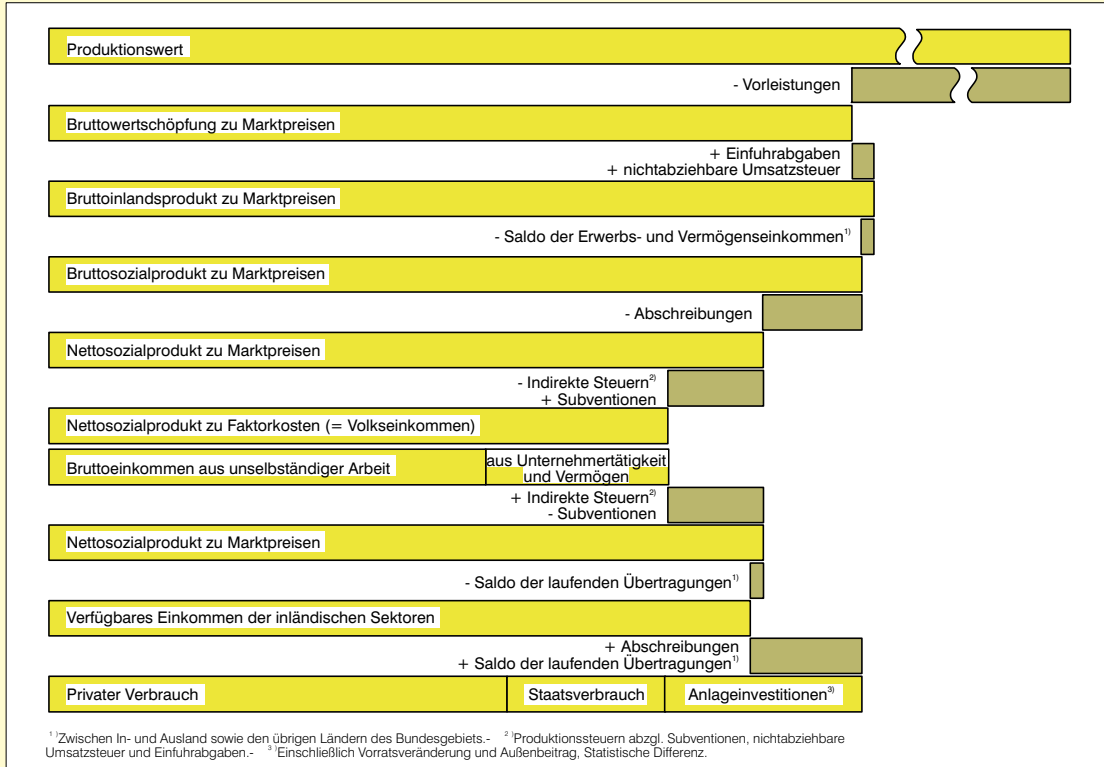 Produktionswert
- Vorleistungen
Bruttowertschöpfung zu Marktpreisen
+ Einfuhrabgaben
+ nichtabziehbare Umsatzsteuer
Bruttoinlandsprodukt zu Marktpreisen
- Saldo der Erwerbs- und Vermögenseinkommen¹⁾
Bruttosozialprodukt zu Marktpreisen
- Abschreibungen
Nettosozialprodukt zu Marktpreisen
- Indirekte Steuern²⁾
+ Subventionen
Nettosozialprodukt zu Faktorkosten (= Volkseinkommen)
Bruttoeinkommen aus unselbständiger Arbeit
aus Unternehmertätigkeit
und Vermögen
+ Indirekte Steuern²⁾
- Subventionen
Nettosozialprodukt zu Marktpreisen
- Saldo der laufenden Übertragungen¹⁾
Verfügbares Einkommen der inländischen Sektoren
+ Abschreibungen
+ Saldo der laufenden Übertragungen¹⁾
Privater Verbrauch Staatsverbrauch Anlageinvestitionen³⁾
¹⁾Zwischen In- und Ausland sowie den übrigen Ländern des Bundesgebiets.- ²⁾Produktionssteuern abzgl. Subventionen, nichtabziehbare
Umsatzsteuer und Einfuhrabgaben.- ³⁾Einschließlich Vorratsveränderung und Außenbeitrag, Statistische Differenz.